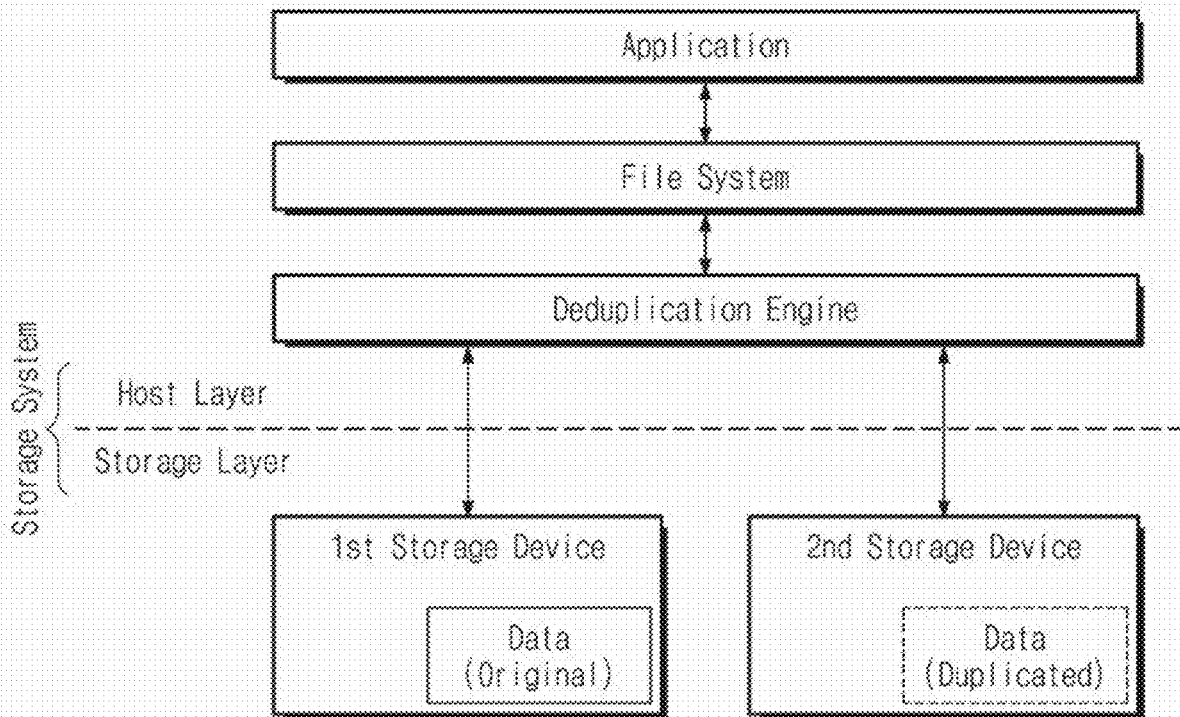 Application
File System
Deduplication Engine
Storage System
Host Layer
Storage Layer
1st Storage Device
2nd Storage Device
Data
(Original)
Data
(Duplicated)